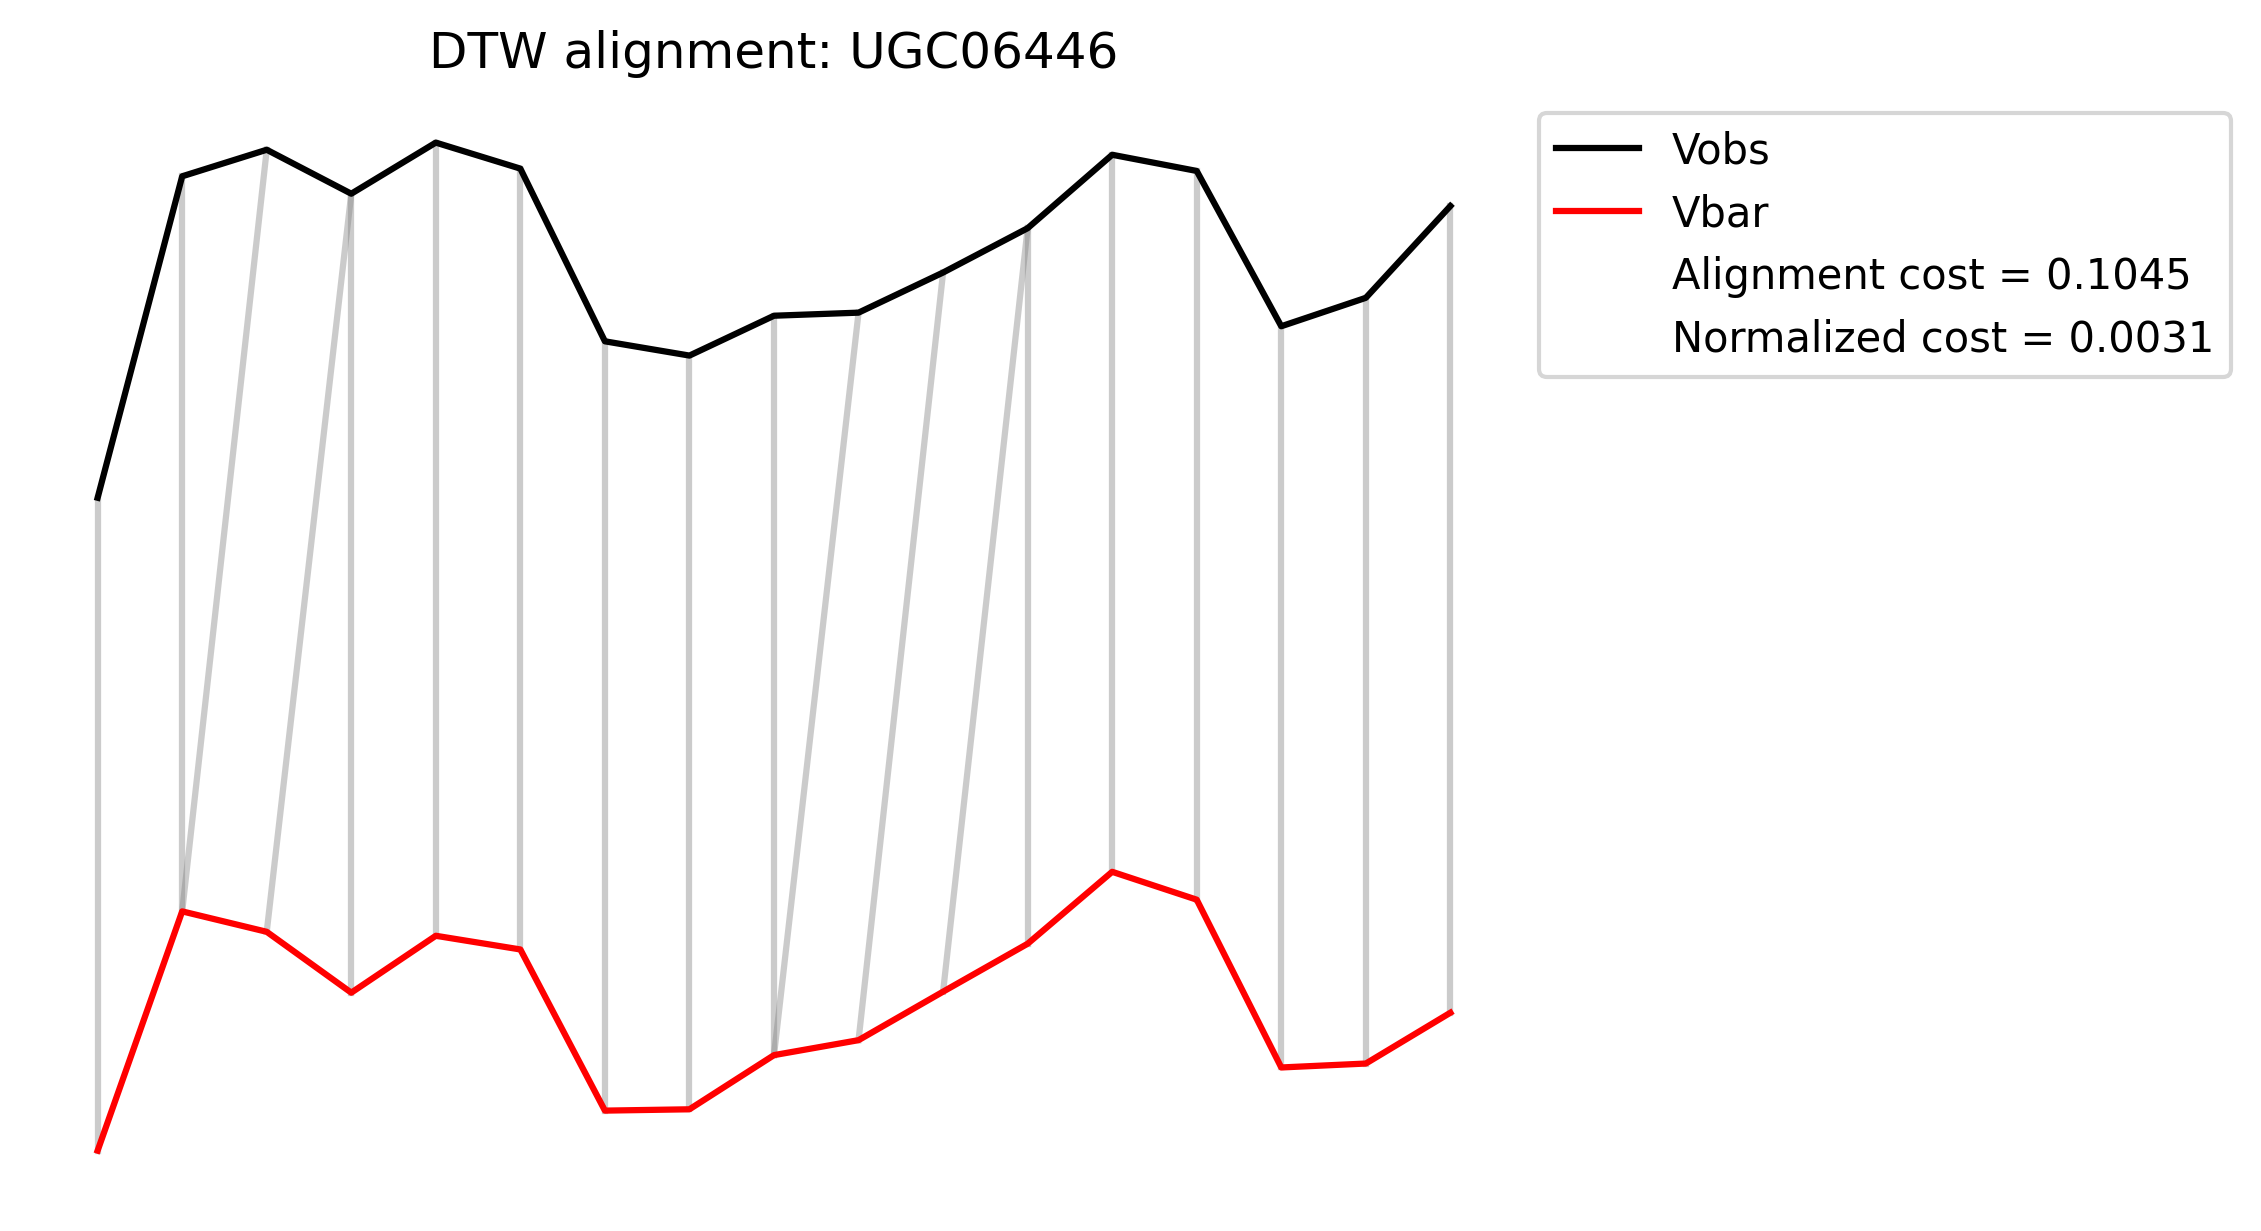 DTW alignment: UGC06446
Vobs
Vbar
Alignment cost = 0.1045
Normalized cost = 0.0031